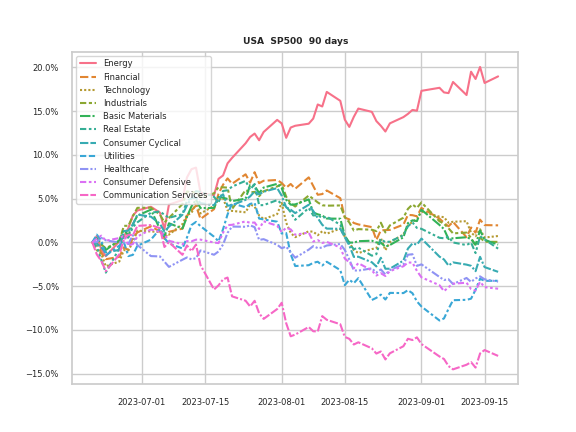 USA  SP500  90 days
20.0%
15.0%
10.0%
5.0%
0.0%
−5.0%
−10.0%
−15.0%
Energy
Financial
Technology
Industrials
Basic Materials
Real Estate
Consumer Cyclical
Utilities
Healthcare
Consumer Defensive
Communication Services
2023-07-01 2023-07-15 2023-08-01 2023-08-15 2023-09-01 2023-09-15